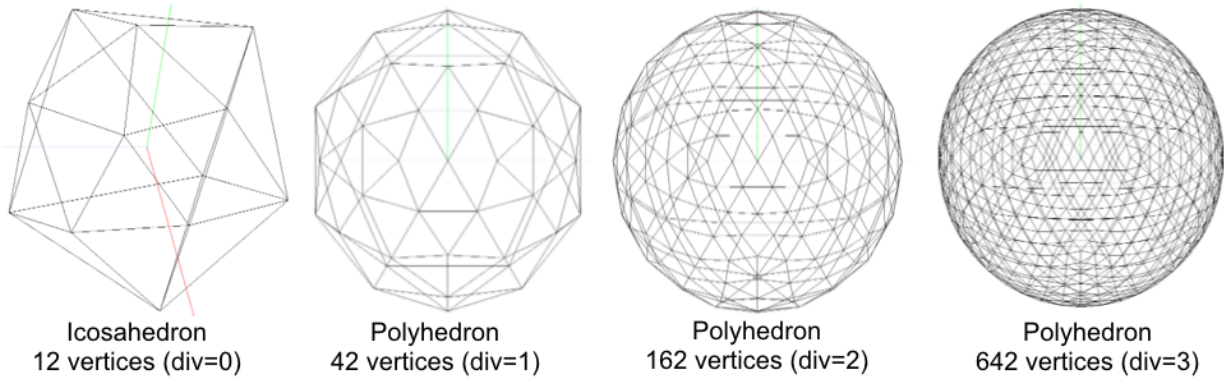 Icosahedron
12 vertices (div=0)
Polyhedron
42 vertices (div=1)
Polyhedron
162 vertices (div=2)
Polyhedron
642 vertices (div=3)